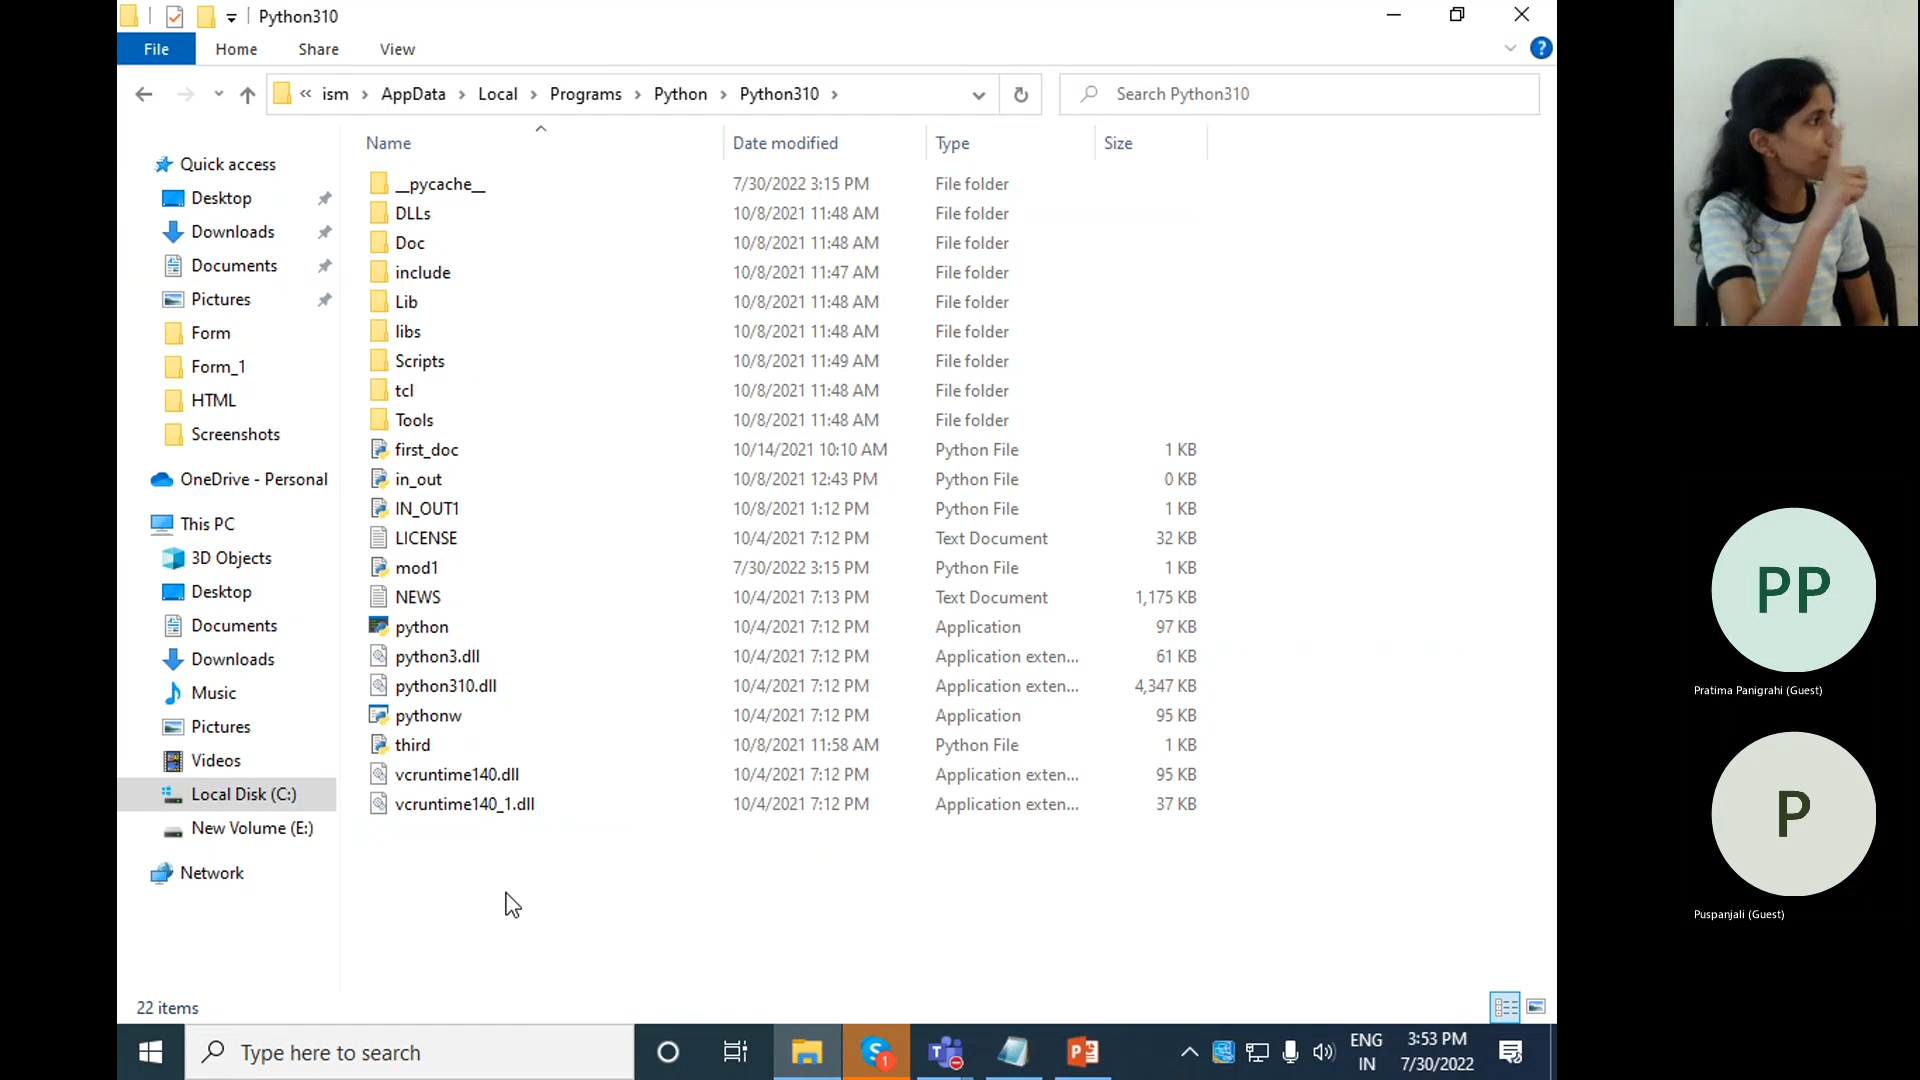 Python310
File Home Share View
« ism > AppData > Local > Programs > Python > Python310 > Search Python310
Name Date modified Type Size
Quick access
Desktop
Downloads
Documents
Pictures
Form
Form_1
HTML
Screenshots
OneDrive - Personal
This PC
3D Objects
Desktop
Documents
Downloads
Music
Pictures
Videos
Local Disk (C:)
New Volume (E:)
Network
__pycache__ 7/30/2022 3:15 PM File folder
DLLs 10/8/2021 11:48 AM File folder
Doc 10/8/2021 11:48 AM File folder
include 10/8/2021 11:47 AM File folder
Lib 10/8/2021 11:48 AM File folder
libs 10/8/2021 11:48 AM File folder
Scripts 10/8/2021 11:49 AM File folder
tcl 10/8/2021 11:48 AM File folder
Tools 10/8/2021 11:48 AM File folder
first_doc 10/14/2021 10:10 AM Python File 1 KB
in_out 10/8/2021 12:43 PM Python File 0 KB
IN_OUT1 10/8/2021 1:12 PM Python File 1 KB
LICENSE 10/4/2021 7:12 PM Text Document 32 KB
mod1 7/30/2022 3:15 PM Python File 1 KB
NEWS 10/4/2021 7:13 PM Text Document 1,175 KB
python 10/4/2021 7:12 PM Application 97 KB
python3.dll 10/4/2021 7:12 PM Application exten... 61 KB
python310.dll 10/4/2021 7:12 PM Application exten... 4,347 KB
pythonw 10/4/2021 7:12 PM Application 95 KB
third 10/8/2021 11:58 AM Python File 1 KB
vcruntime140.dll 10/4/2021 7:12 PM Application exten... 95 KB
vcruntime140_1.dll 10/4/2021 7:12 PM Application exten... 37 KB
22 items
Type here to search
1
ENG
IN
3:53 PM
7/30/2022
PP
Pratima Panigrahi (Guest)
P
Puspanjali (Guest)